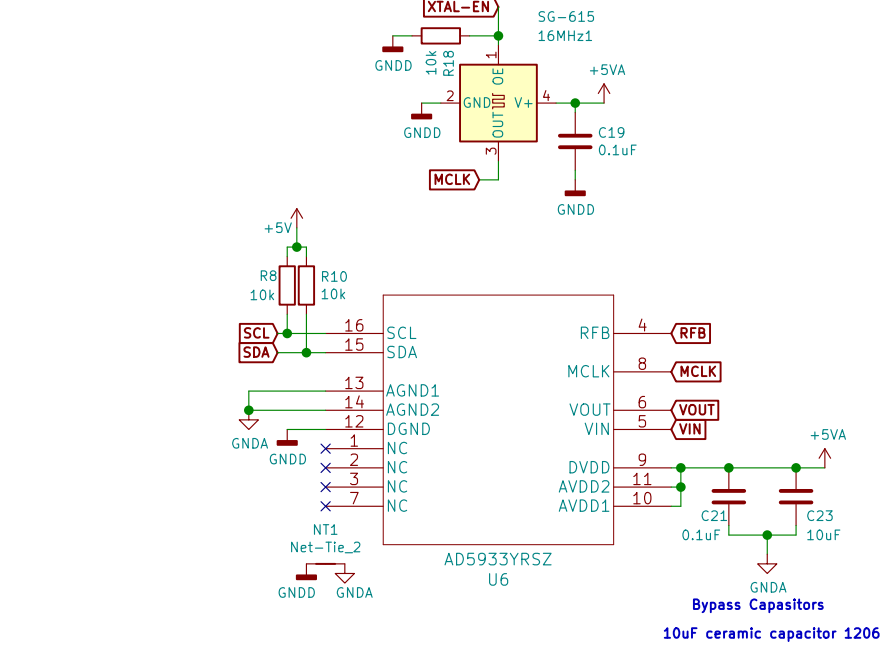 XTAL-EN
SG-615
16MHz1
10k
R18
GNDD
1
OE
+5VA
2
GND
V+
4
OUT
GNDD
3
C19
0.1uF
MCLK
GNDD
+5V
R8
10k
R10
10k
SCL
16
SCL
SDA
15
SDA
13
AGND1
14
AGND2
12
DGND
1
NC
2
NC
3
NC
7
NC
GNDA
GNDD
RFB
4
RFB
MCLK
8
MCLK
VOUT
6
VOUT
VIN
5
VIN
DVDD
9
AVDD2
11
AVDD1
10
+5VA
C21
0.1uF
C23
10uF
GNDA
NT1
Net-Tie_2
GNDD
GNDA
AD5933YRSZ
U6
Bypass Capasitors
10uF ceramic capacitor 1206